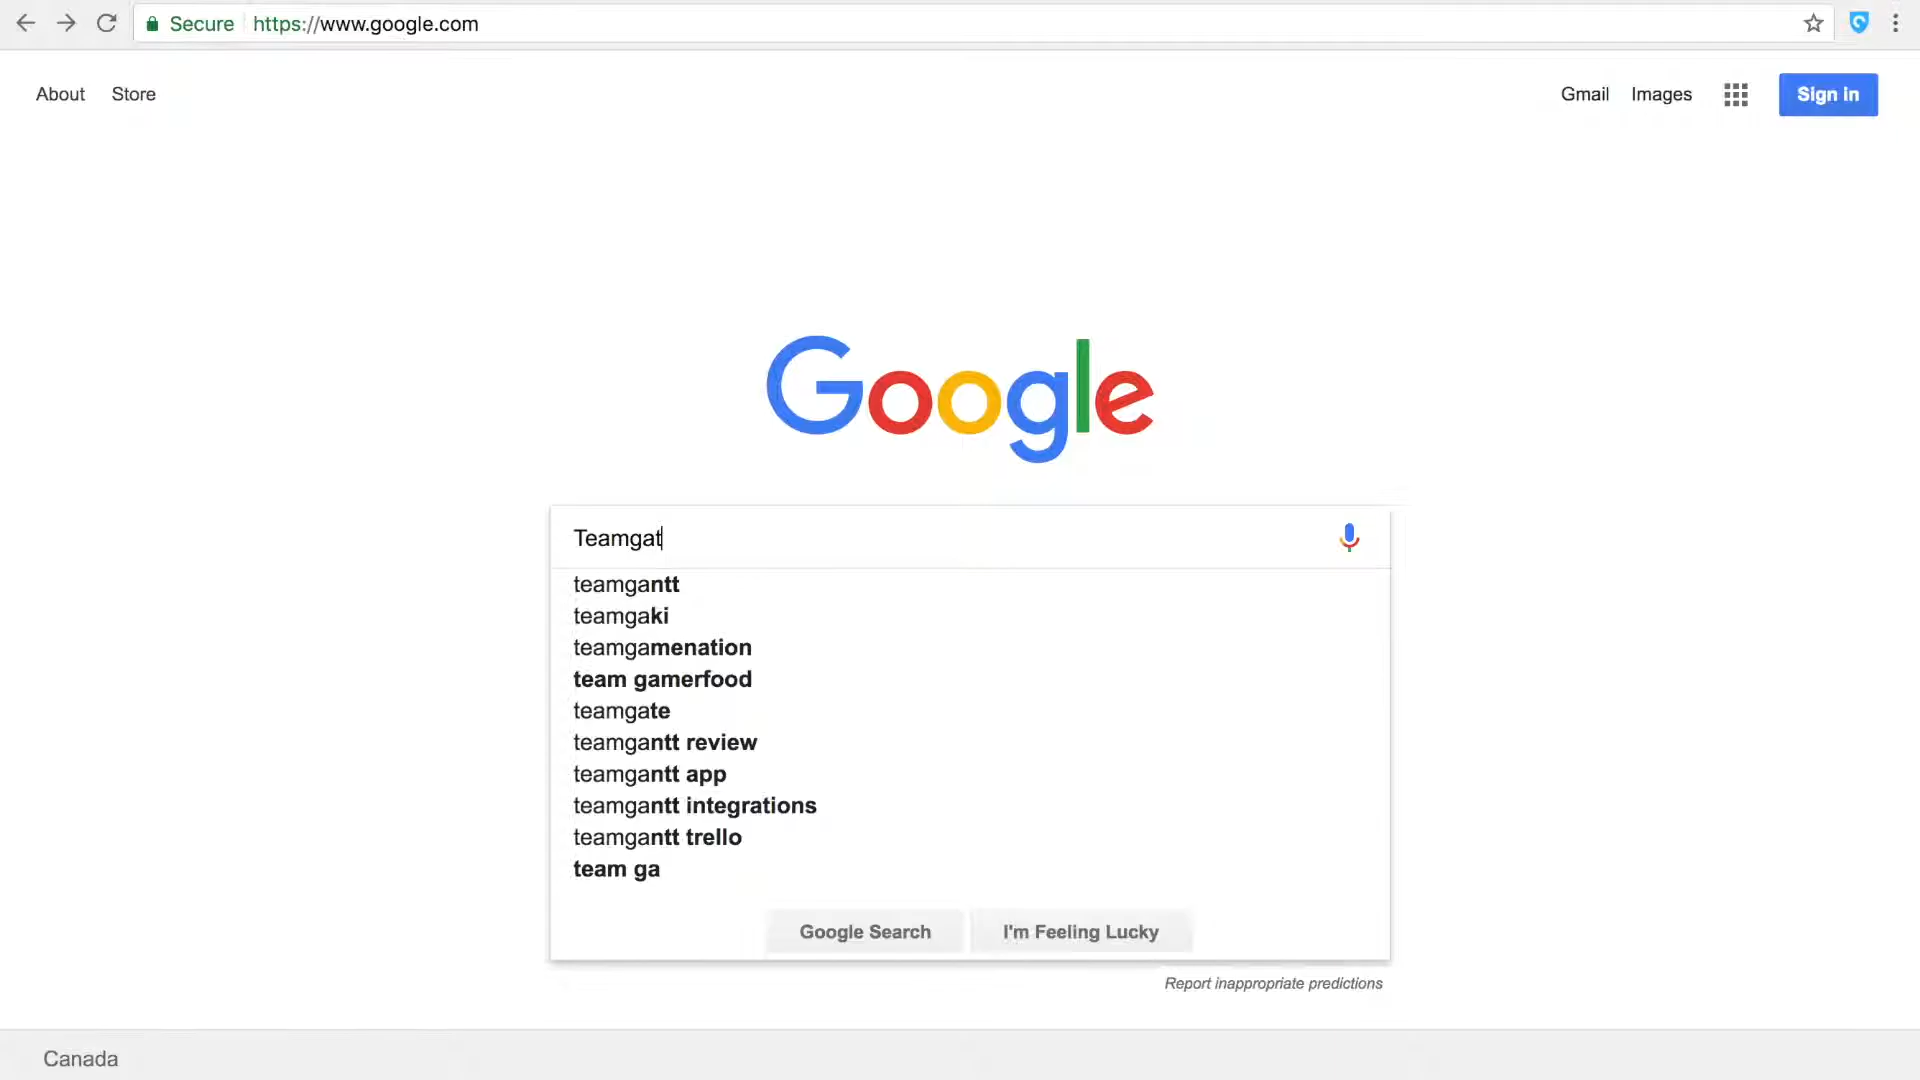 Secure https://www.google.com
About Store Gmail Images Sign in
Google
Teamgat
teamgantt
teamgaki
teamgamenation
team gamerfood
teamgate
teamgantt review
teamgantt app
teamgantt integrations
teamgantt trello
team ga
Google Search I'm Feeling Lucky
Report inappropriate predictions
Canada